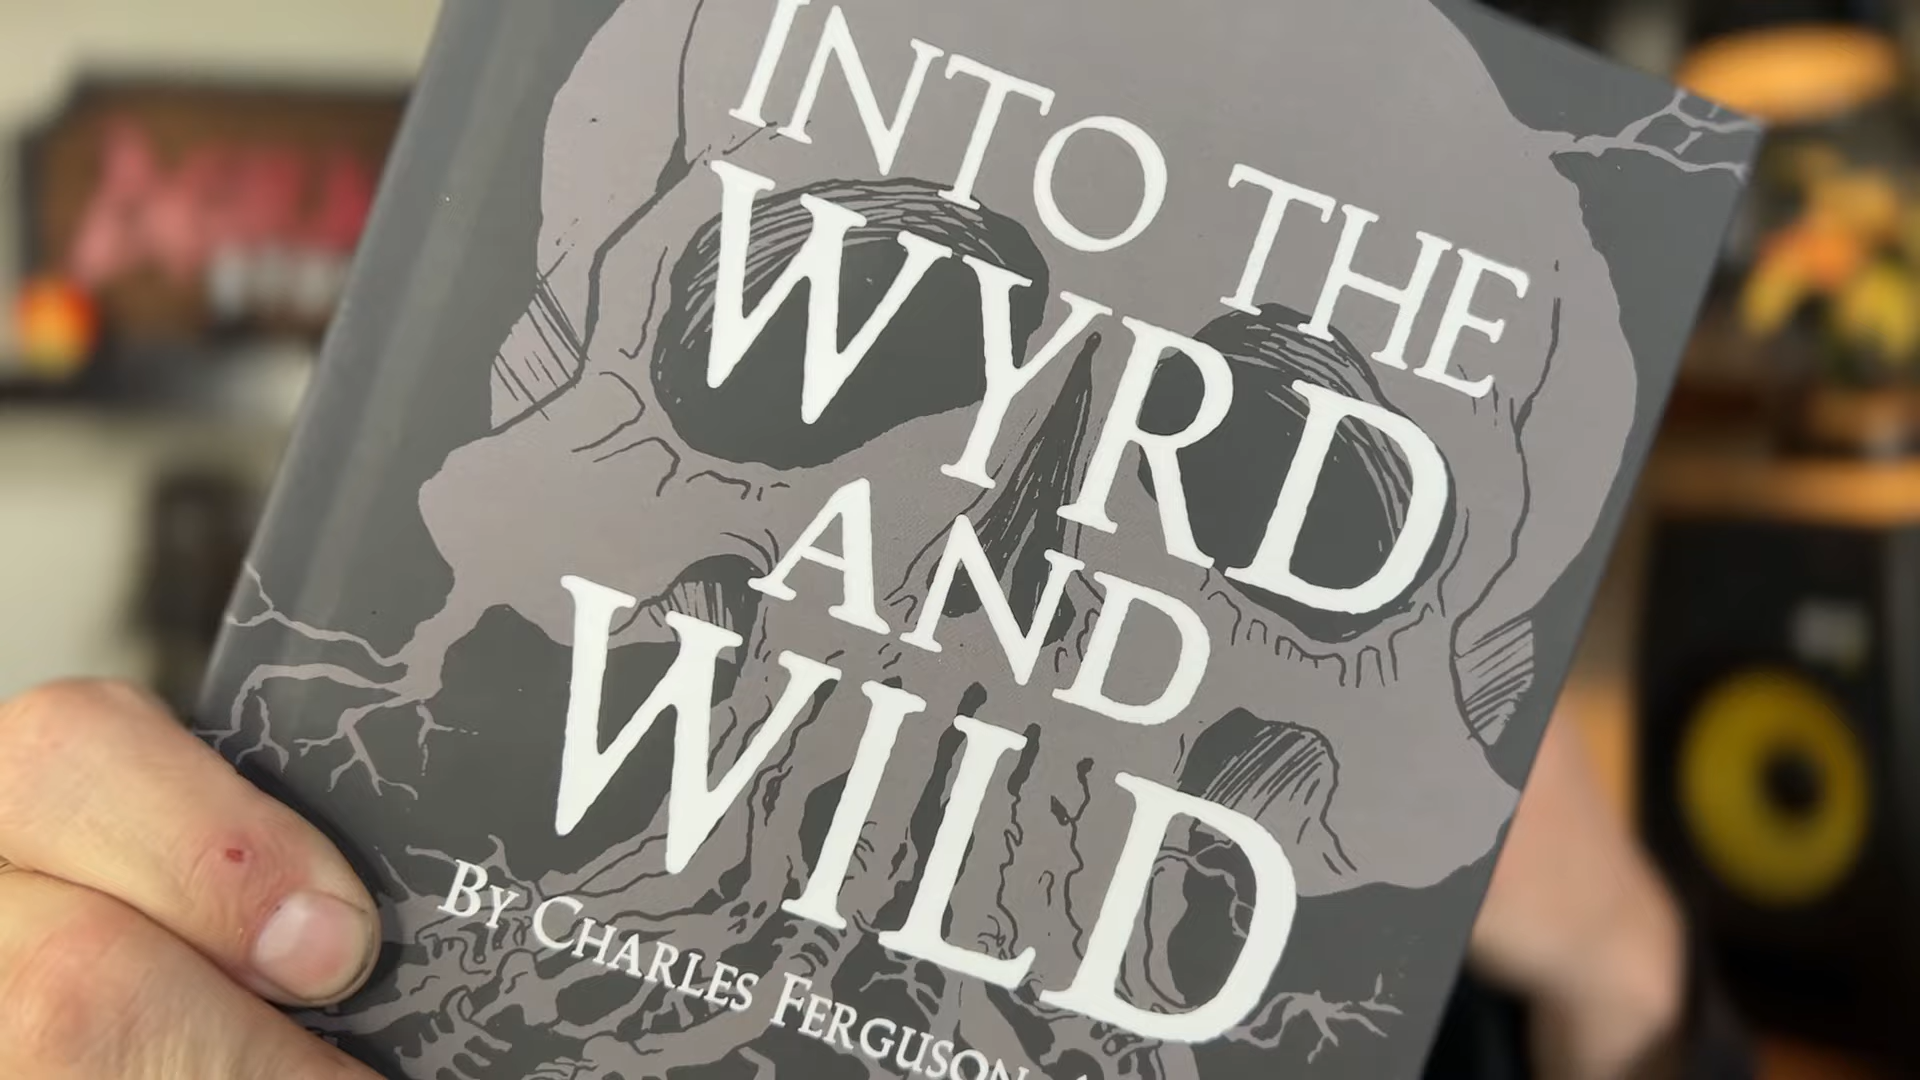 INTO THE
WYRD
AND
WILD
BY CHARLES FERGUSON